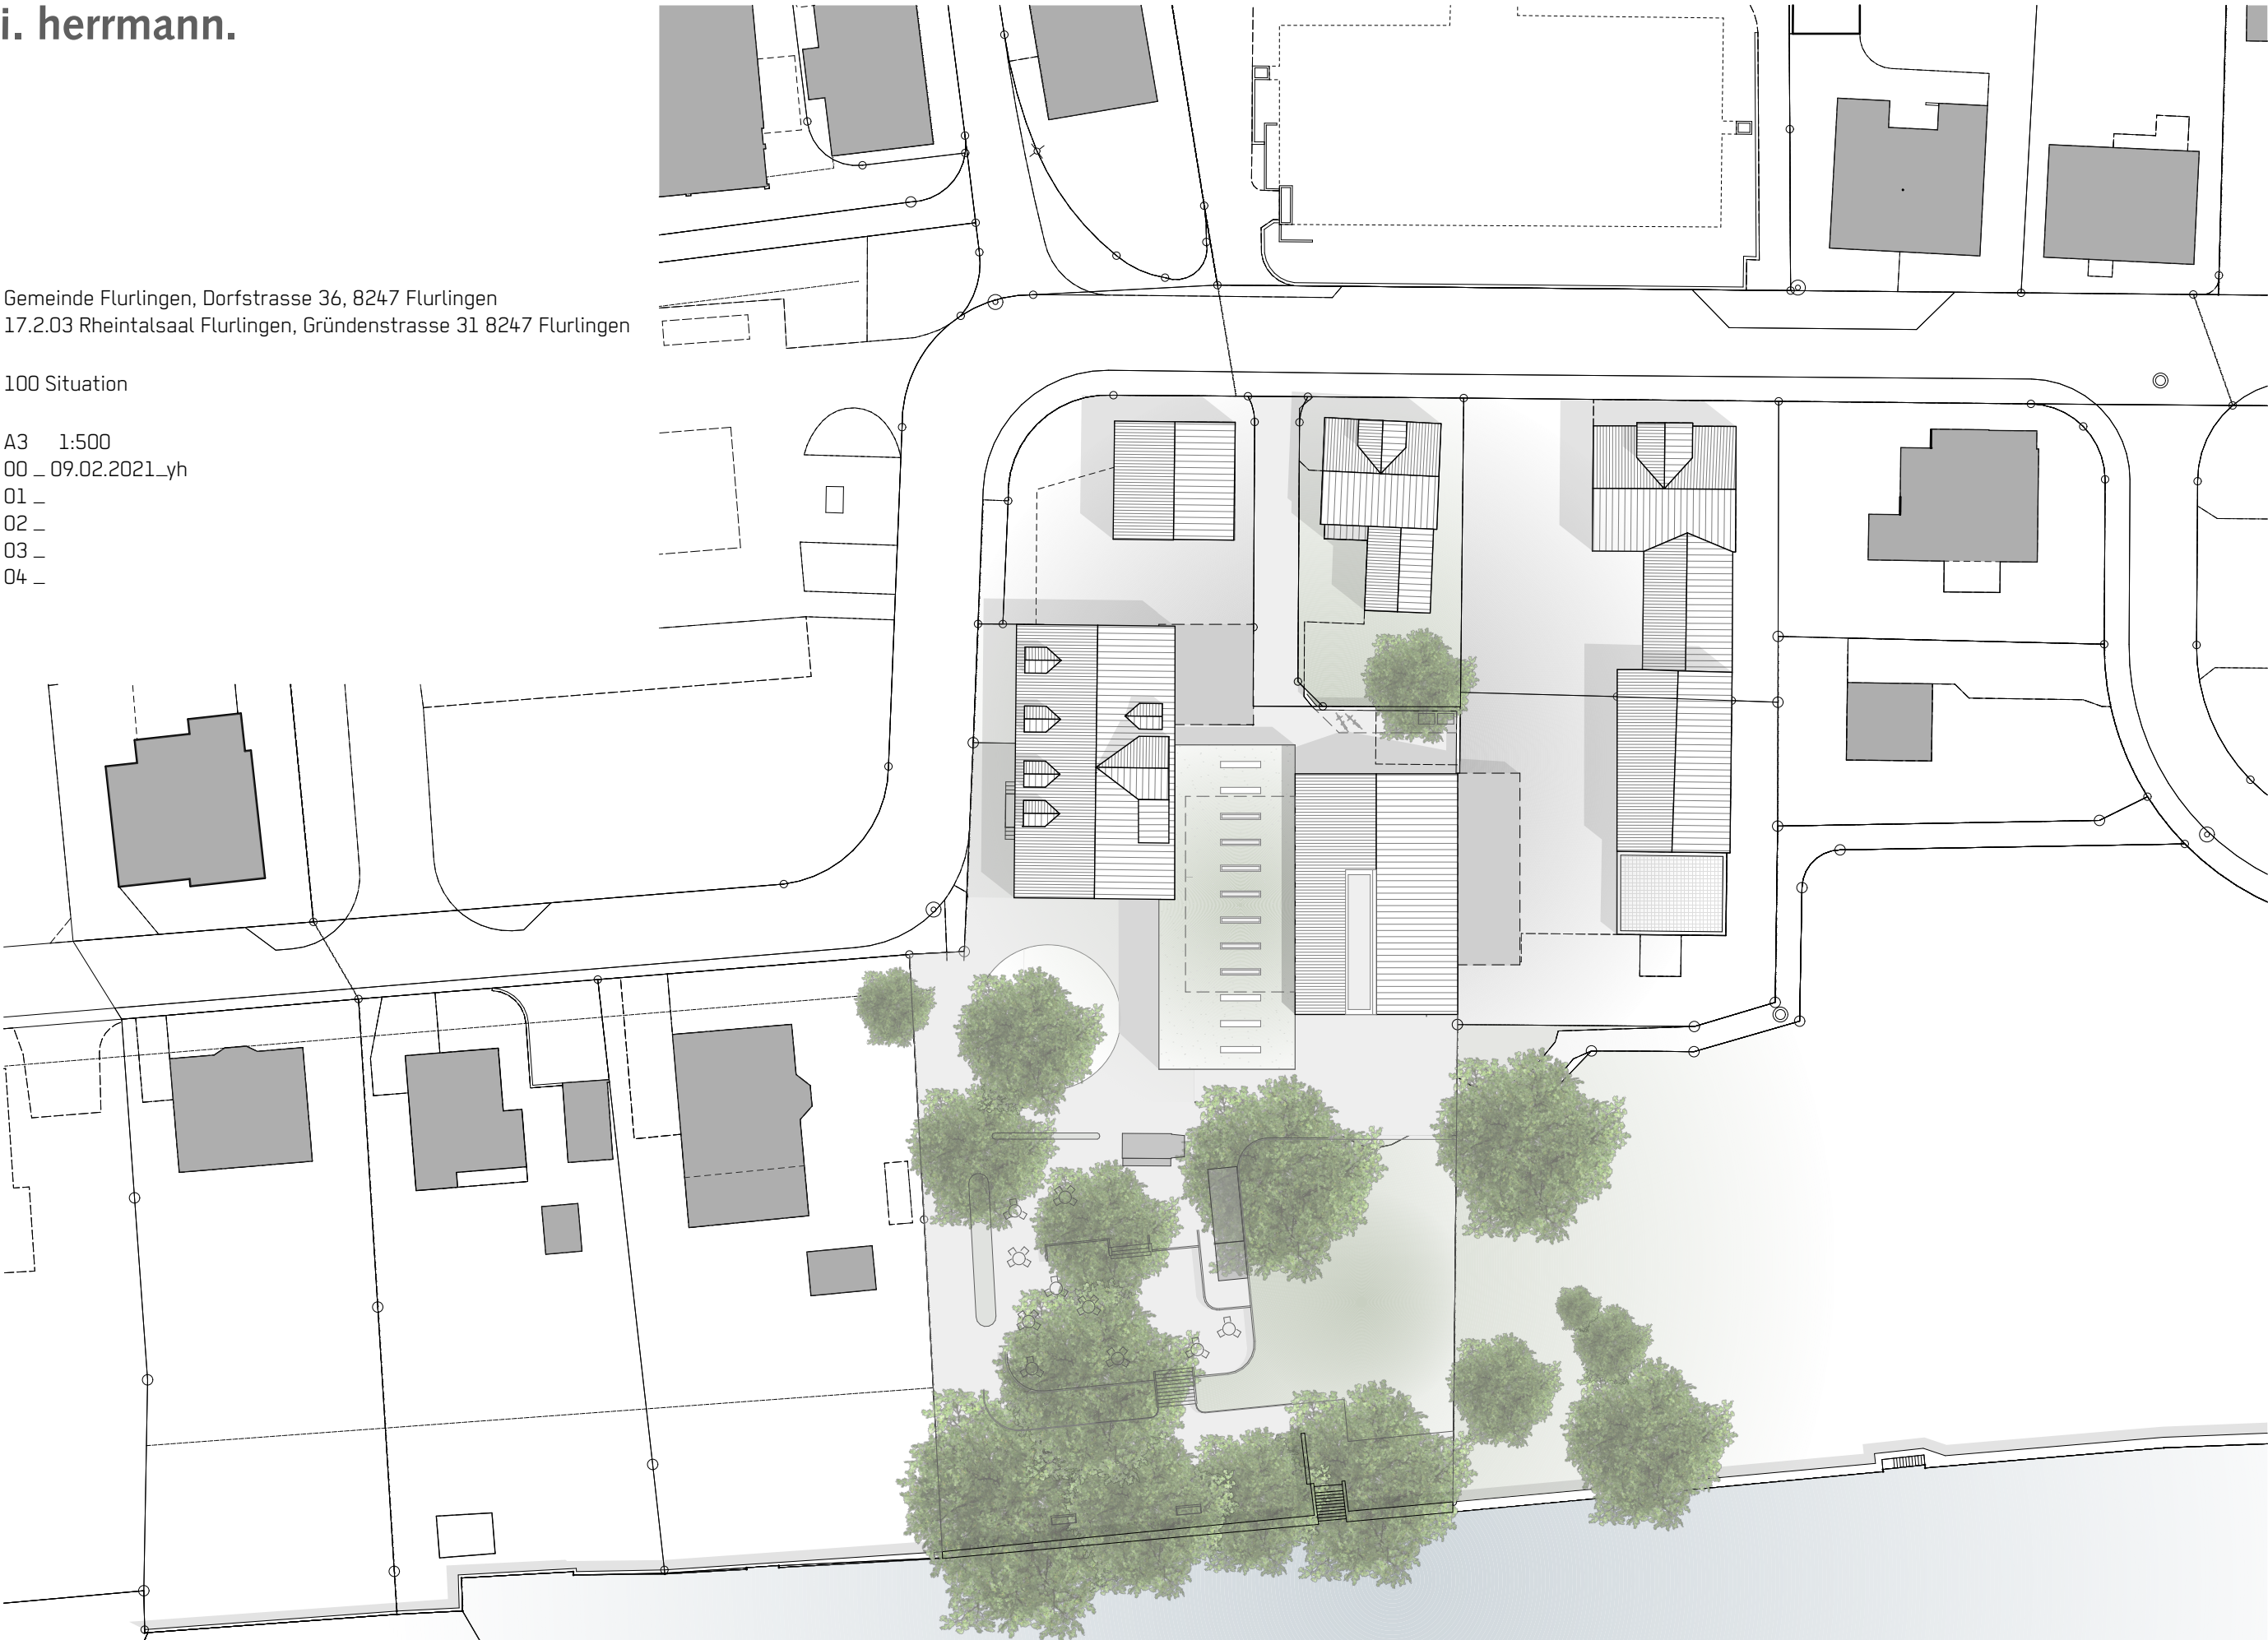 i. herrmann.
Gemeinde Flurlingen, Dorfstrasse 36, 8247 Flurlingen
17.2.03 Rheintalsaal Flurlingen, Gründenstrasse 31 8247 Flurlingen
100 Situation
A3 1:500
00 _ 09.02.2021_yh
01 _
02 _
03 _
04 _